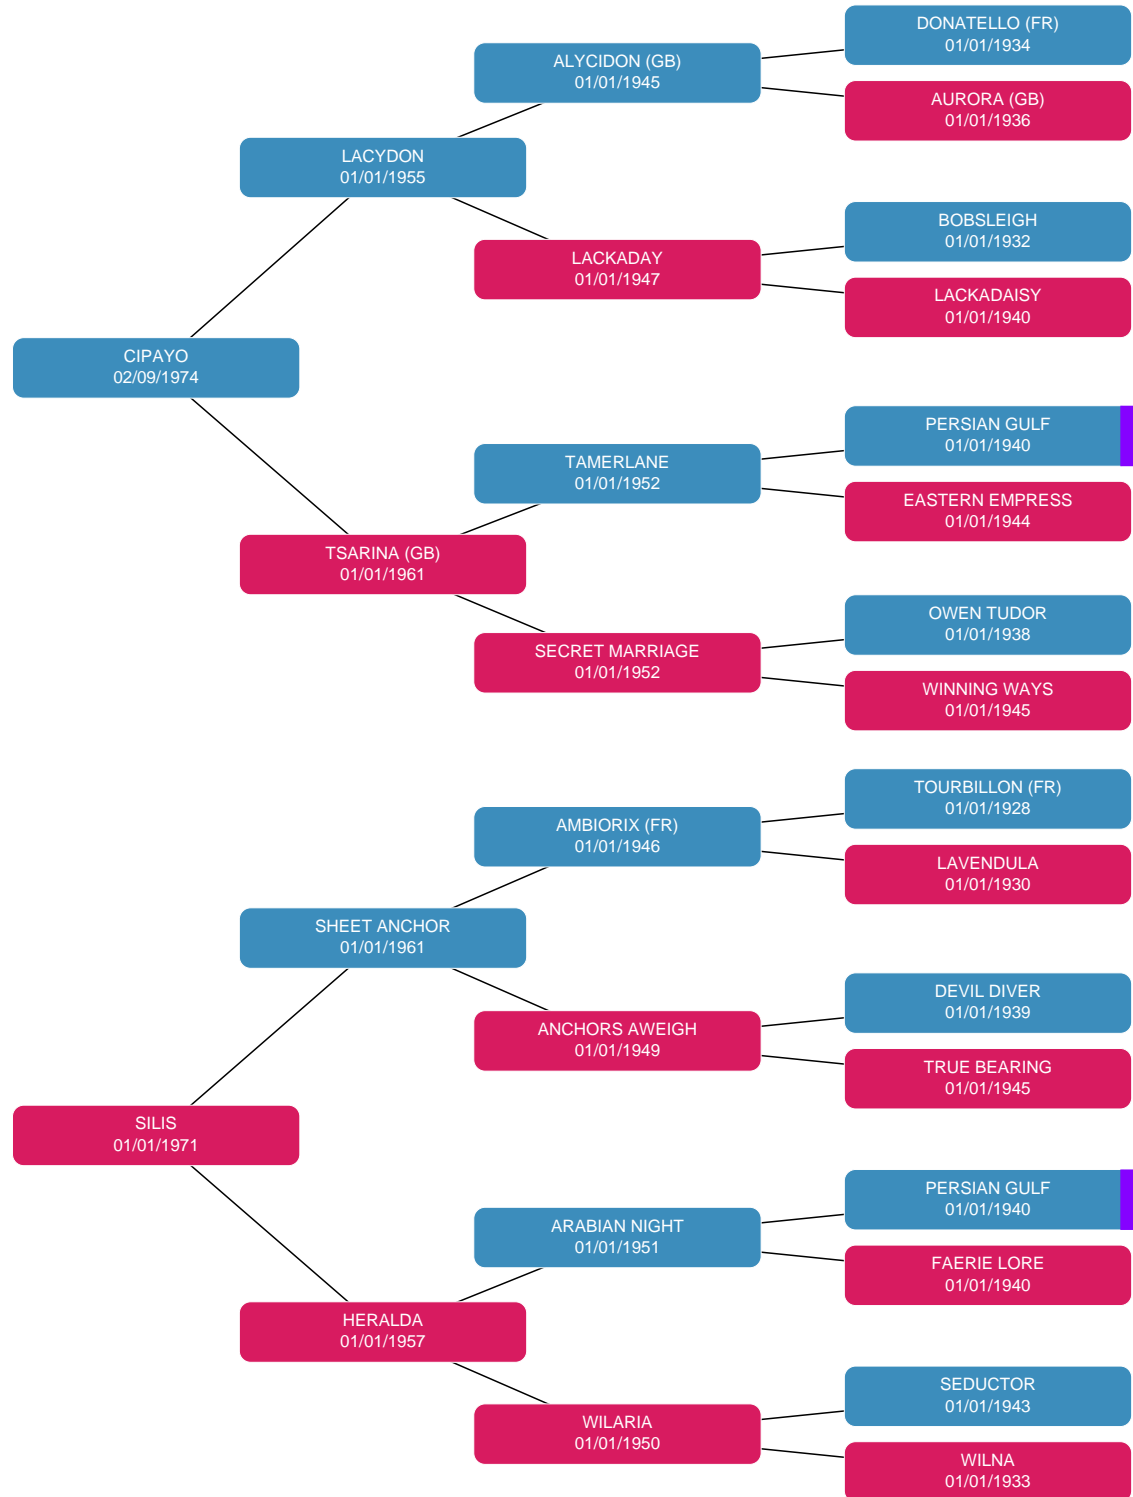 DONATELLO (FR)
01/01/1934
ALYCIDON (GB)
01/01/1945
AURORA (GB)
01/01/1936
LACYDON
01/01/1955
BOBSLEIGH
01/01/1932
LACKADAY
01/01/1947
LACKADAISY
01/01/1940
CIPAYO
02/09/1974
PERSIAN GULF
01/01/1940
TAMERLANE
01/01/1952
EASTERN EMPRESS
01/01/1944
TSARINA (GB)
01/01/1961
OWEN TUDOR
01/01/1938
SECRET MARRIAGE
01/01/1952
WINNING WAYS
01/01/1945
TOURBILLON (FR)
01/01/1928
AMBIORIX (FR)
01/01/1946
LAVENDULA
01/01/1930
SHEET ANCHOR
01/01/1961
DEVIL DIVER
01/01/1939
ANCHORS AWEIGH
01/01/1949
TRUE BEARING
01/01/1945
SILIS
01/01/1971
PERSIAN GULF
01/01/1940
ARABIAN NIGHT
01/01/1951
FAERIE LORE
01/01/1940
HERALDA
01/01/1957
SEDUCTOR
01/01/1943
WILARIA
01/01/1950
WILNA
01/01/1933